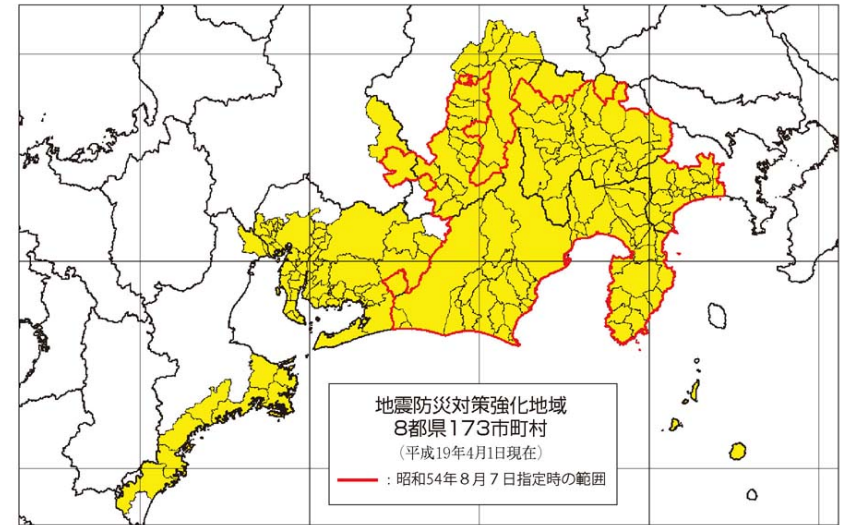 地震防災対策強化地域
8都県173市町村
（平成19年4月1日現在）
：昭和54年8月7日指定時の範囲